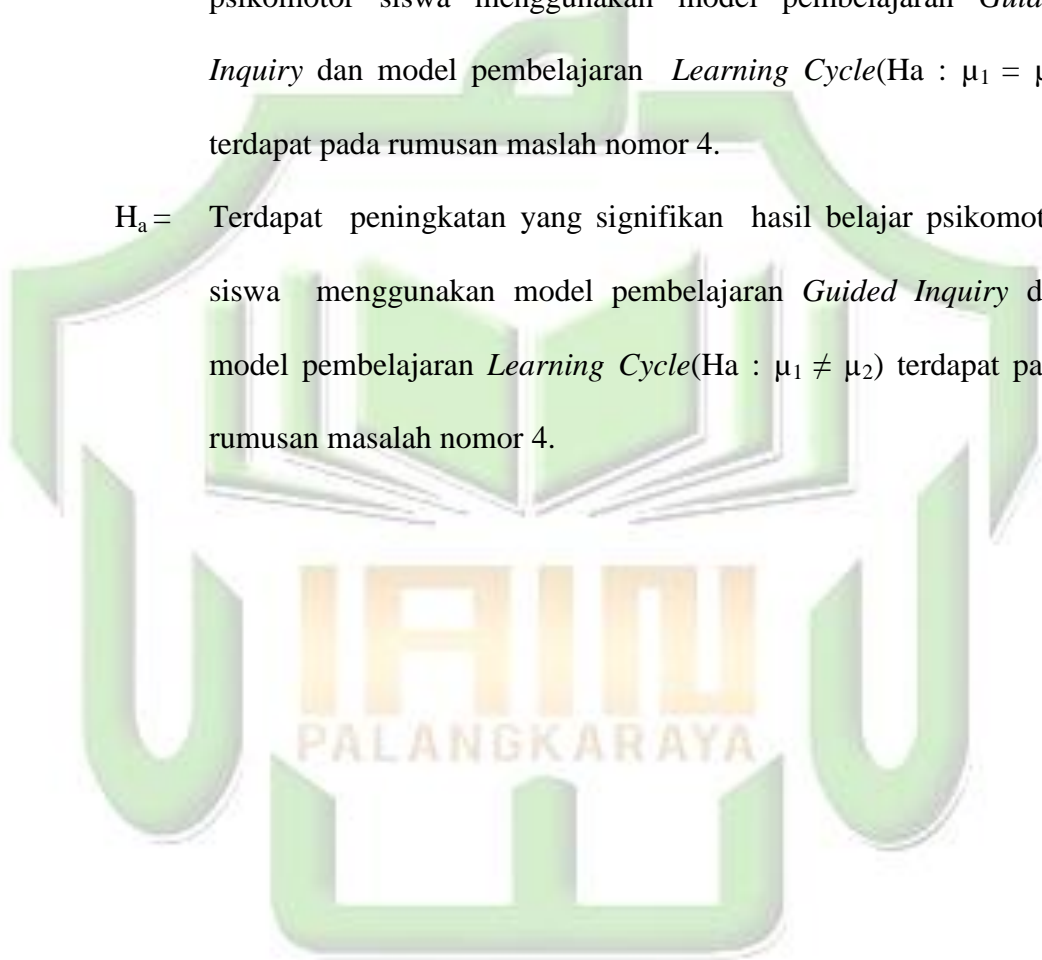 psikomotor siswa menggunakan model pembelajaran
Inquiry dan model pembelajaran Learning Cycle(Ha : µ₁ =
terdapat pada rumusan maslah nomor 4.
Hₐ = Terdapat peningkatan yang signifikan hasil belajar
siswa menggunakan model pembelajaran Guided Inquiry
model pembelajaran Learning Cycle(Ha : µ₁ ≠ µ₂) terdapat
rumusan masalah nomor 4.
IAIN
PALANGKARAYA